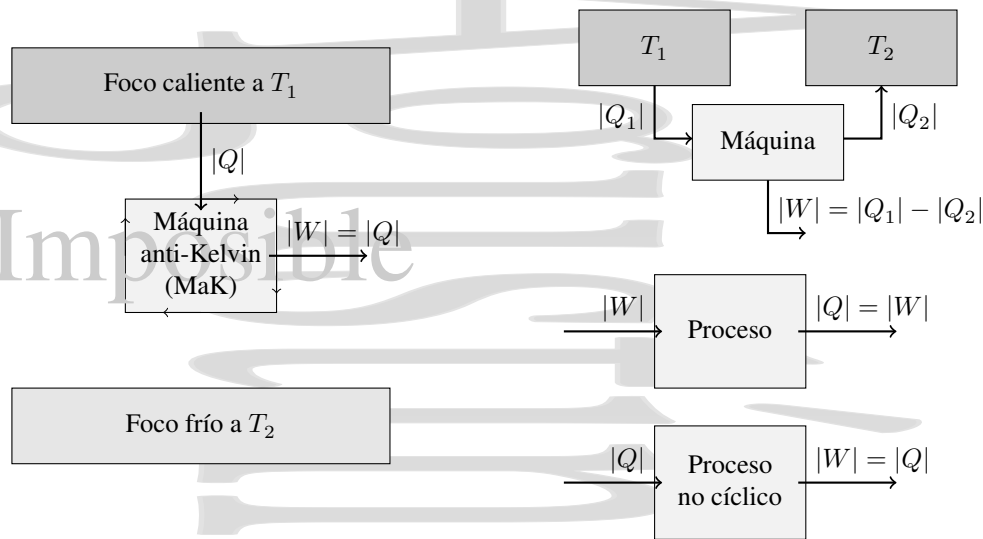 Foco caliente a T₁
|Q|
Máquina
anti-Kelvin
(MaK)
|W| = |Q|
Imposible
Foco frío a T₂
T₁
T₂
|Q₁|
Máquina
|Q₂|
|W| = |Q₁| − |Q₂|
|W|
Proceso
|Q| = |W|
|Q|
Proceso
no cíclico
|W| = |Q|